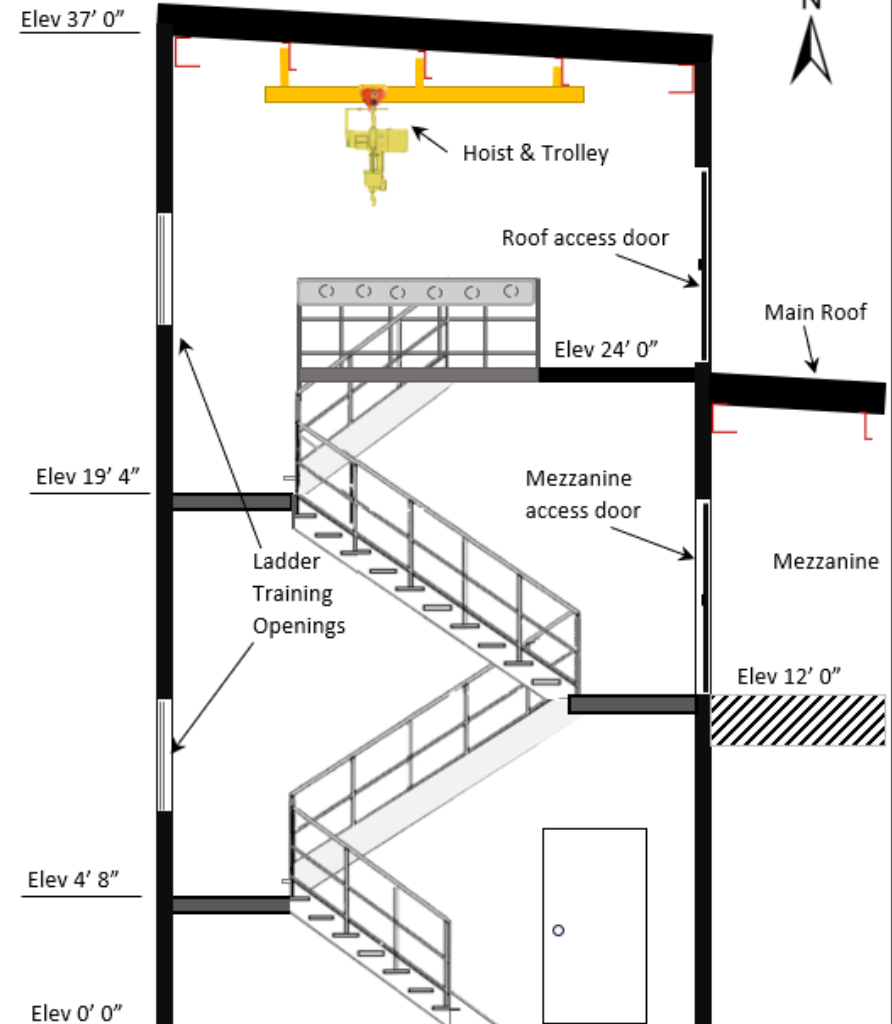 N
Elev 37’ 0”
Hoist & Trolley
Roof access door
Main Roof
Elev 24’ 0”
Elev 19’ 4”
Mezzanine
access door
Ladder
Training
Openings
Mezzanine
Elev 12’ 0”
Elev 4’ 8”
Elev 0’ 0”